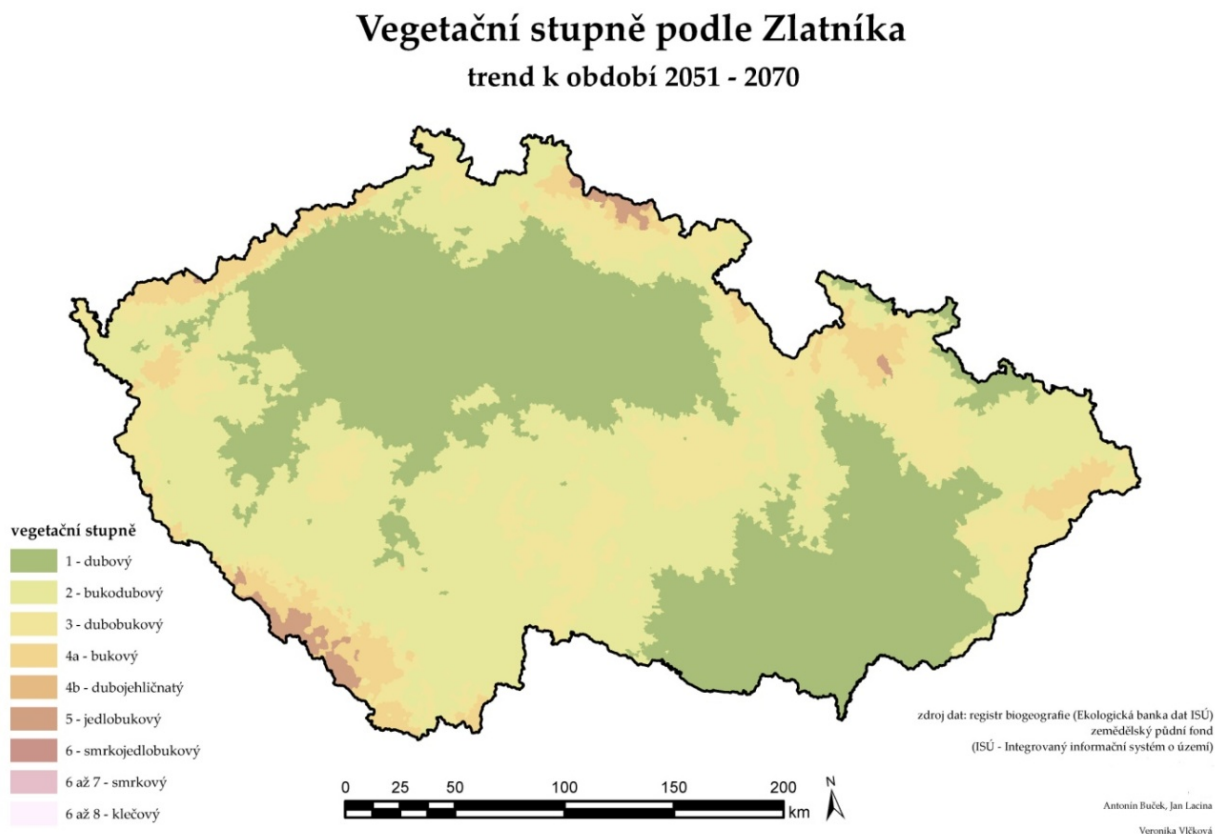 Vegetační stupně podle Zlatníka
trend k období 2051 - 2070
vegetační stupně
1 - dubový
2 - bukodubový
3 - dubobukový
4a - bukový
4b - dubojehličnatý
5 - jedlobukový
6 - smrkojedlobukový
6 až 7 - smrkový
6 až 8 - klečový
0 25 50 100 150 200
km
N
zdroj dat: registr biogeografie (Ekologická banka dat ISÚ)
zemědělský půdní fond
(ISÚ - Integrovaný informační systém o území)
Antonín Buček, Jan Lacina
Veronika Vlčková